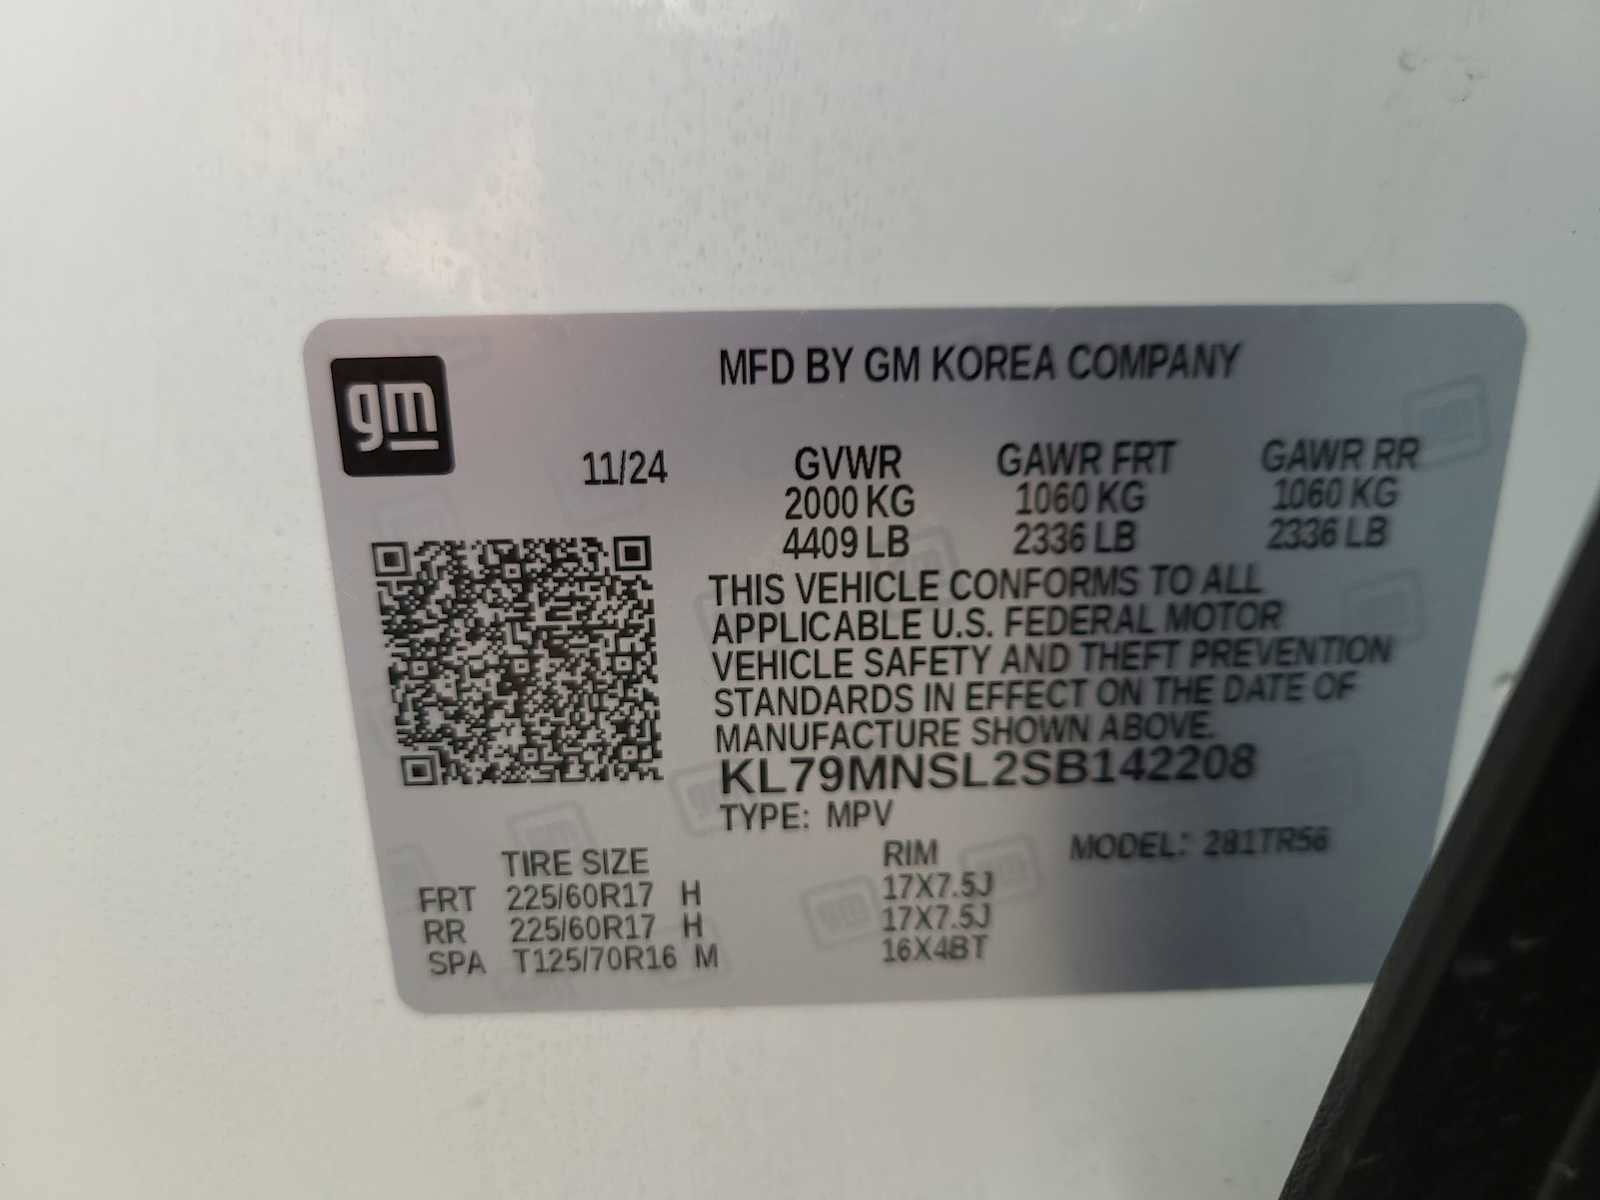 gm
MFD BY GM KOREA COMPANY
11/24 GVWR GAWR FRT GAWR RR
2000 KG 1060 KG 1060 KG
4409 LB 2336 LB 2336 LB
THIS VEHICLE CONFORMS TO ALL
APPLICABLE U.S. FEDERAL MOTOR
VEHICLE SAFETY AND THEFT PREVENTION
STANDARDS IN EFFECT ON THE DATE OF
MANUFACTURE SHOWN ABOVE.
KL79MNSL2SB142208
TYPE: MPV
TIRE SIZE RIM MODEL: 281TR56
FRT 225/60R17 H 17X7.5J
RR 225/60R17 H 17X7.5J
SPA T125/70R16 M 16X4BT